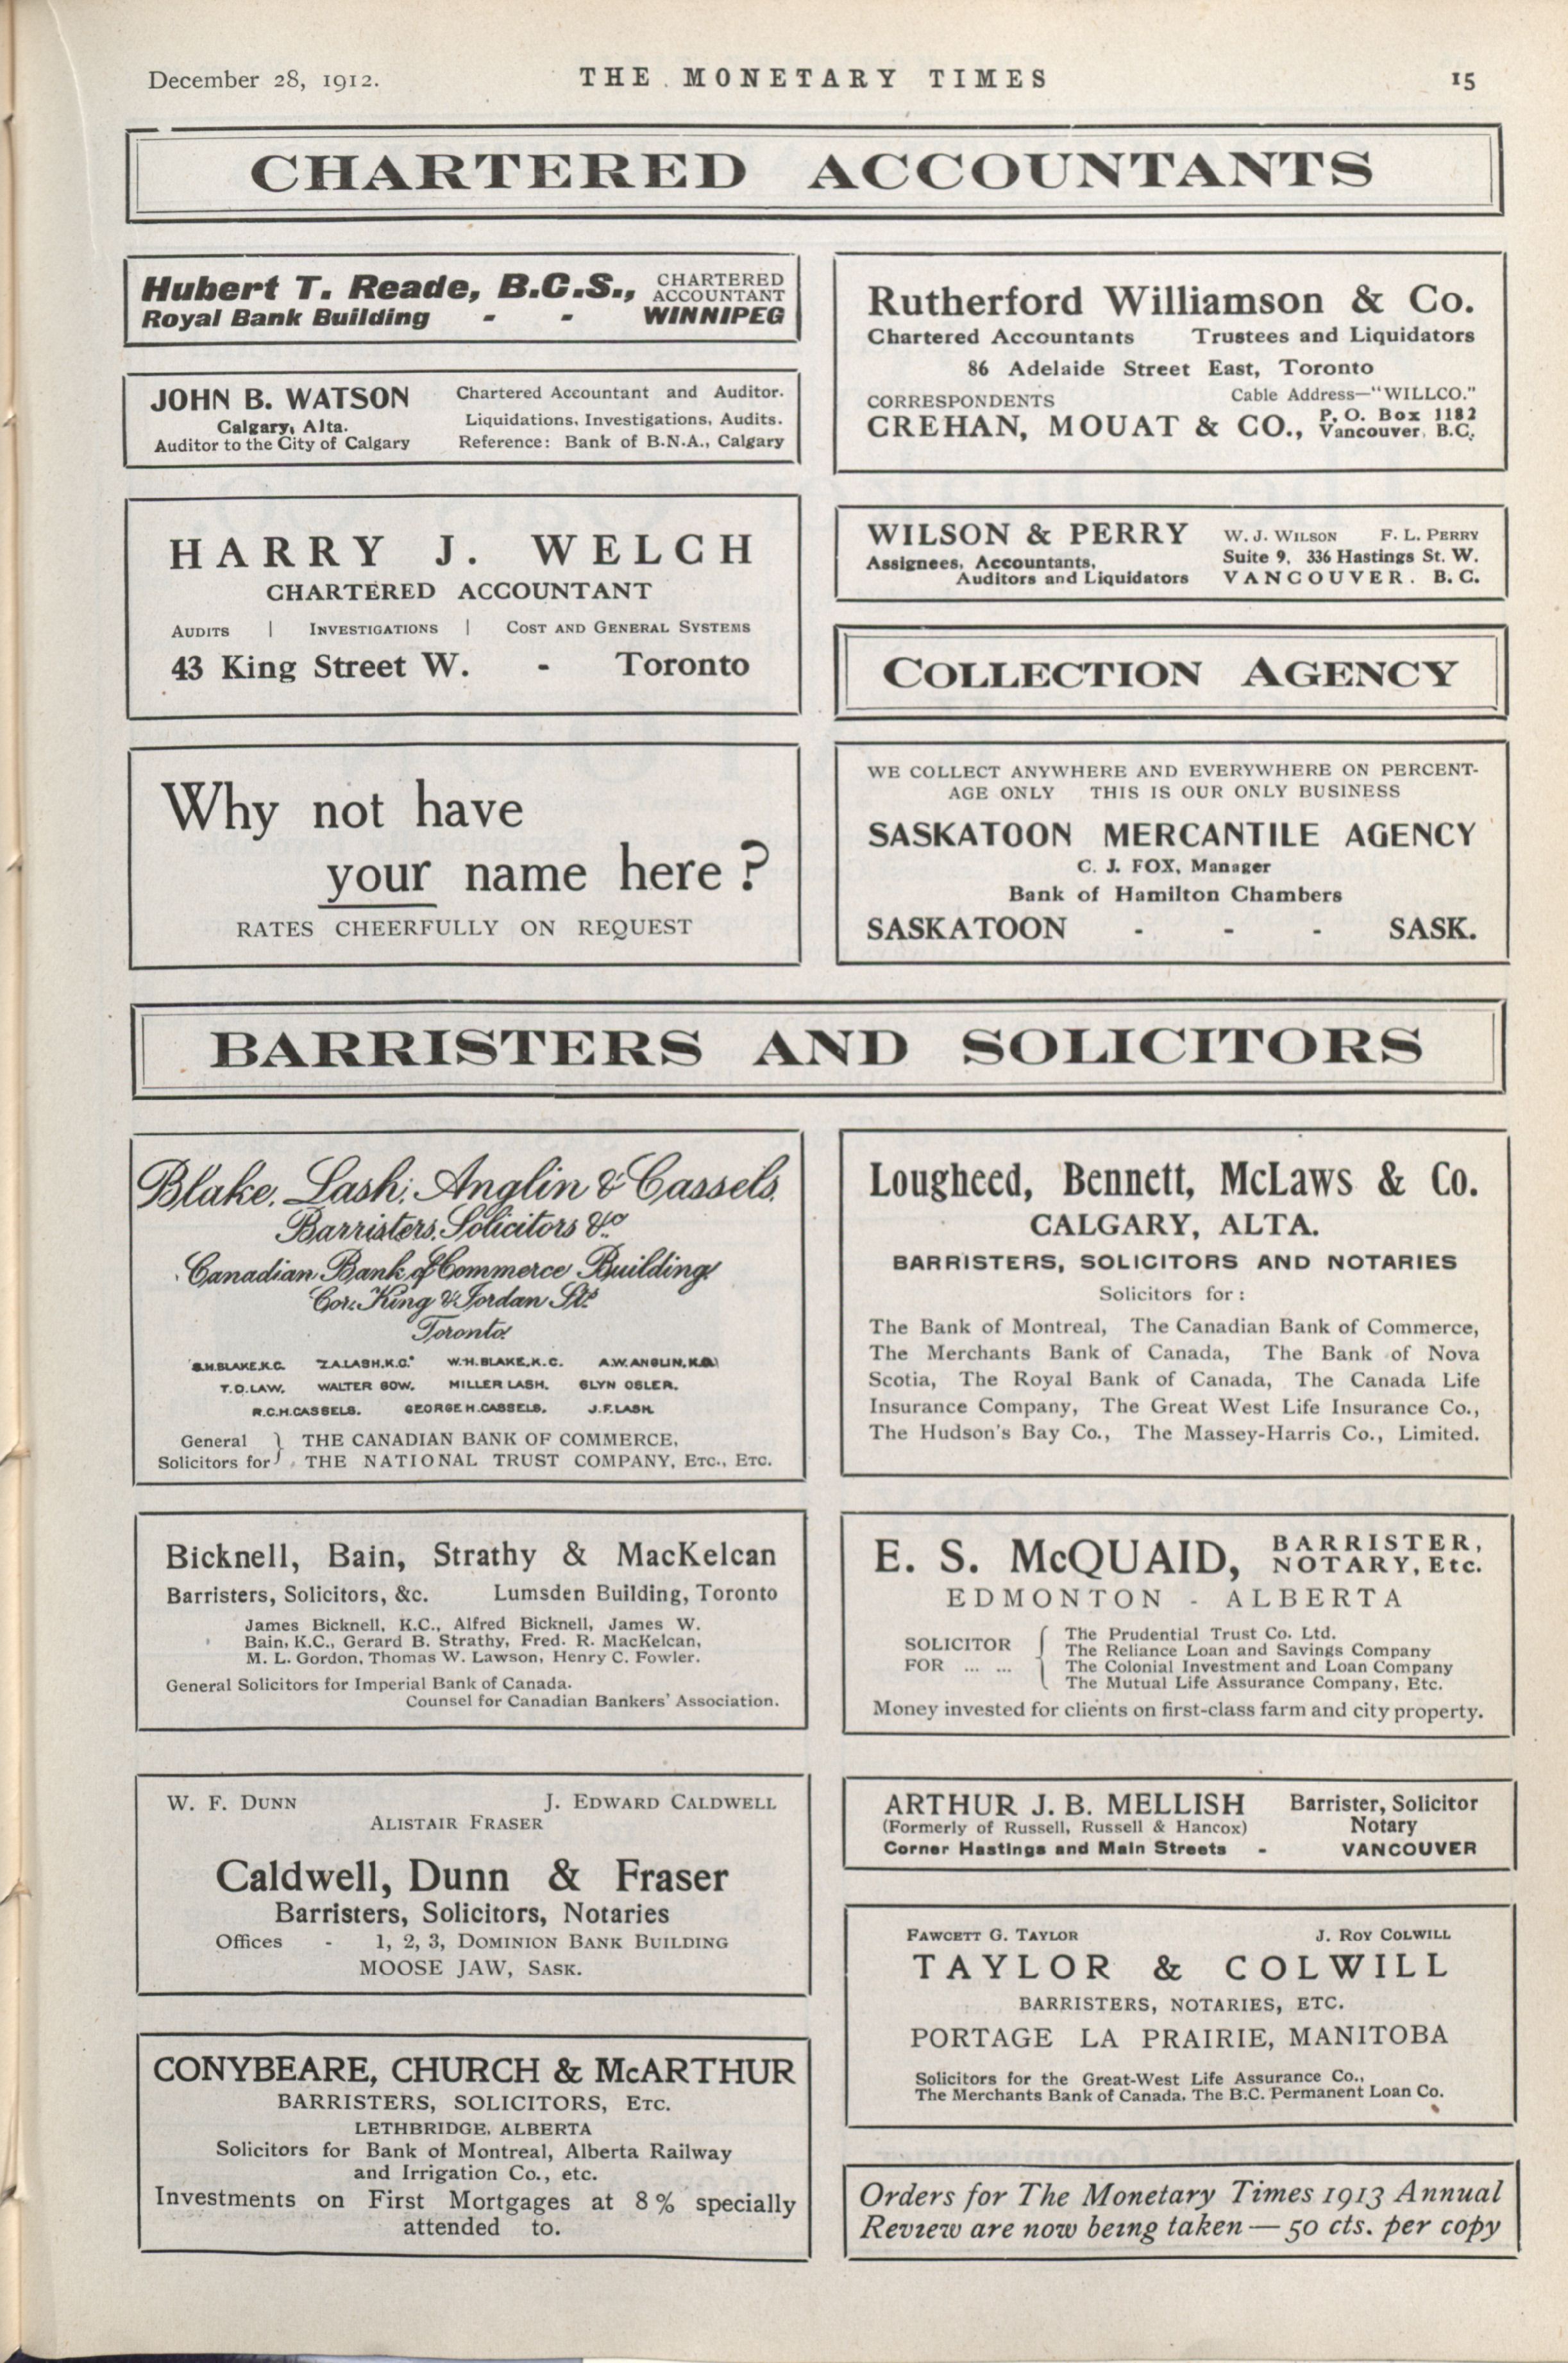 December 28, 1912.
THE MONETARY TIMES
15
CHARTERED ACCOUNTANTS
Hubert T. Reade, B.C.S., CHARTERED ACCOUNTANT
Royal Bank Building - - WINNIPEG
JOHN B. WATSON
Calgary, Alta.
Auditor to the City of Calgary
Chartered Accountant and Auditor.
Liquidations, Investigations, Audits.
Reference: Bank of B.N.A., Calgary
HARRY J. WELCH
CHARTERED ACCOUNTANT
AUDITS | INVESTIGATIONS | COST AND GENERAL SYSTEMS
43 King Street W. - Toronto
Why not have
your name here?
RATES CHEERFULLY ON REQUEST
Rutherford Williamson & Co.
Chartered Accountants Trustees and Liquidators
86 Adelaide Street East, Toronto
CORRESPONDENTS Cable Address—"WILLCO."
CREHAN, MOUAT & CO., P. O. Box 1182
Vancouver, B.C.
WILSON & PERRY
Assignees, Accountants,
Auditors and Liquidators
W. J. WILSON F. L. PERRY
Suite 9, 336 Hastings St. W.
VANCOUVER. B. C.
COLLECTION AGENCY
WE COLLECT ANYWHERE AND EVERYWHERE ON PERCENT-
AGE ONLY THIS IS OUR ONLY BUSINESS
SASKATOON MERCANTILE AGENCY
C. J. FOX, Manager
Bank of Hamilton Chambers
SASKATOON - - - SASK.
BARRISTERS AND SOLICITORS
Blake, Lash, Anglin & Cassels
Barristers, Solicitors &c
Canadian Bank of Commerce Building
Cor. King & Jordan Sts
Toronto
S.H.BLAKE,K.C. Z.A.LASH,K.C. W.H.BLAKE,K.C. A.W.ANGLIN,K.C.
T.D.LAW, WALTER GOW, MILLER LASH, GLYN OSLER,
R.C.H.CASSELS, GEORGE H.CASSELS, J.F.LASH
General Solicitors for } THE CANADIAN BANK OF COMMERCE,
THE NATIONAL TRUST COMPANY, ETC., ETC.
Bicknell, Bain, Strathy & MacKelcan
Barristers, Solicitors, &c. Lumsden Building, Toronto
James Bicknell, K.C., Alfred Bicknell, James W.
Bain, K.C., Gerard B. Strathy, Fred. R. MacKelcan,
M. L. Gordon, Thomas W. Lawson, Henry C. Fowler.
General Solicitors for Imperial Bank of Canada.
Counsel for Canadian Bankers' Association.
W. F. DUNN J. EDWARD CALDWELL
ALISTAIR FRASER
Caldwell, Dunn & Fraser
Barristers, Solicitors, Notaries
Offices - 1, 2, 3, DOMINION BANK BUILDING
MOOSE JAW, SASK.
CONYBEARE, CHURCH & McARTHUR
BARRISTERS, SOLICITORS, ETC.
LETHBRIDGE, ALBERTA
Solicitors for Bank of Montreal, Alberta Railway
and Irrigation Co., etc.
Investments on First Mortgages at 8% specially
attended to.
Lougheed, Bennett, McLaws & Co.
CALGARY, ALTA.
BARRISTERS, SOLICITORS AND NOTARIES
Solicitors for :
The Bank of Montreal, The Canadian Bank of Commerce,
The Merchants Bank of Canada, The Bank of Nova
Scotia, The Royal Bank of Canada, The Canada Life
Insurance Company, The Great West Life Insurance Co.,
The Hudson's Bay Co., The Massey-Harris Co., Limited.
E. S. McQUAID, BARRISTER,
NOTARY, Etc.
EDMONTON - ALBERTA
SOLICITOR
FOR ... ...
The Prudential Trust Co. Ltd.
The Reliance Loan and Savings Company
The Colonial Investment and Loan Company
The Mutual Life Assurance Company, Etc.
Money invested for clients on first-class farm and city property.
ARTHUR J. B. MELLISH Barrister, Solicitor
(Formerly of Russell, Russell & Hancox) Notary
Corner Hastings and Main Streets - VANCOUVER
FAWCETT G. TAYLOR J. ROY COLWILL
TAYLOR & COLWILL
BARRISTERS, NOTARIES, ETC.
PORTAGE LA PRAIRIE, MANITOBA
Solicitors for the Great-West Life Assurance Co.,
The Merchants Bank of Canada, The B.C. Permanent Loan Co.
Orders for The Monetary Times 1913 Annual
Review are now being taken — 50 cts. per copy